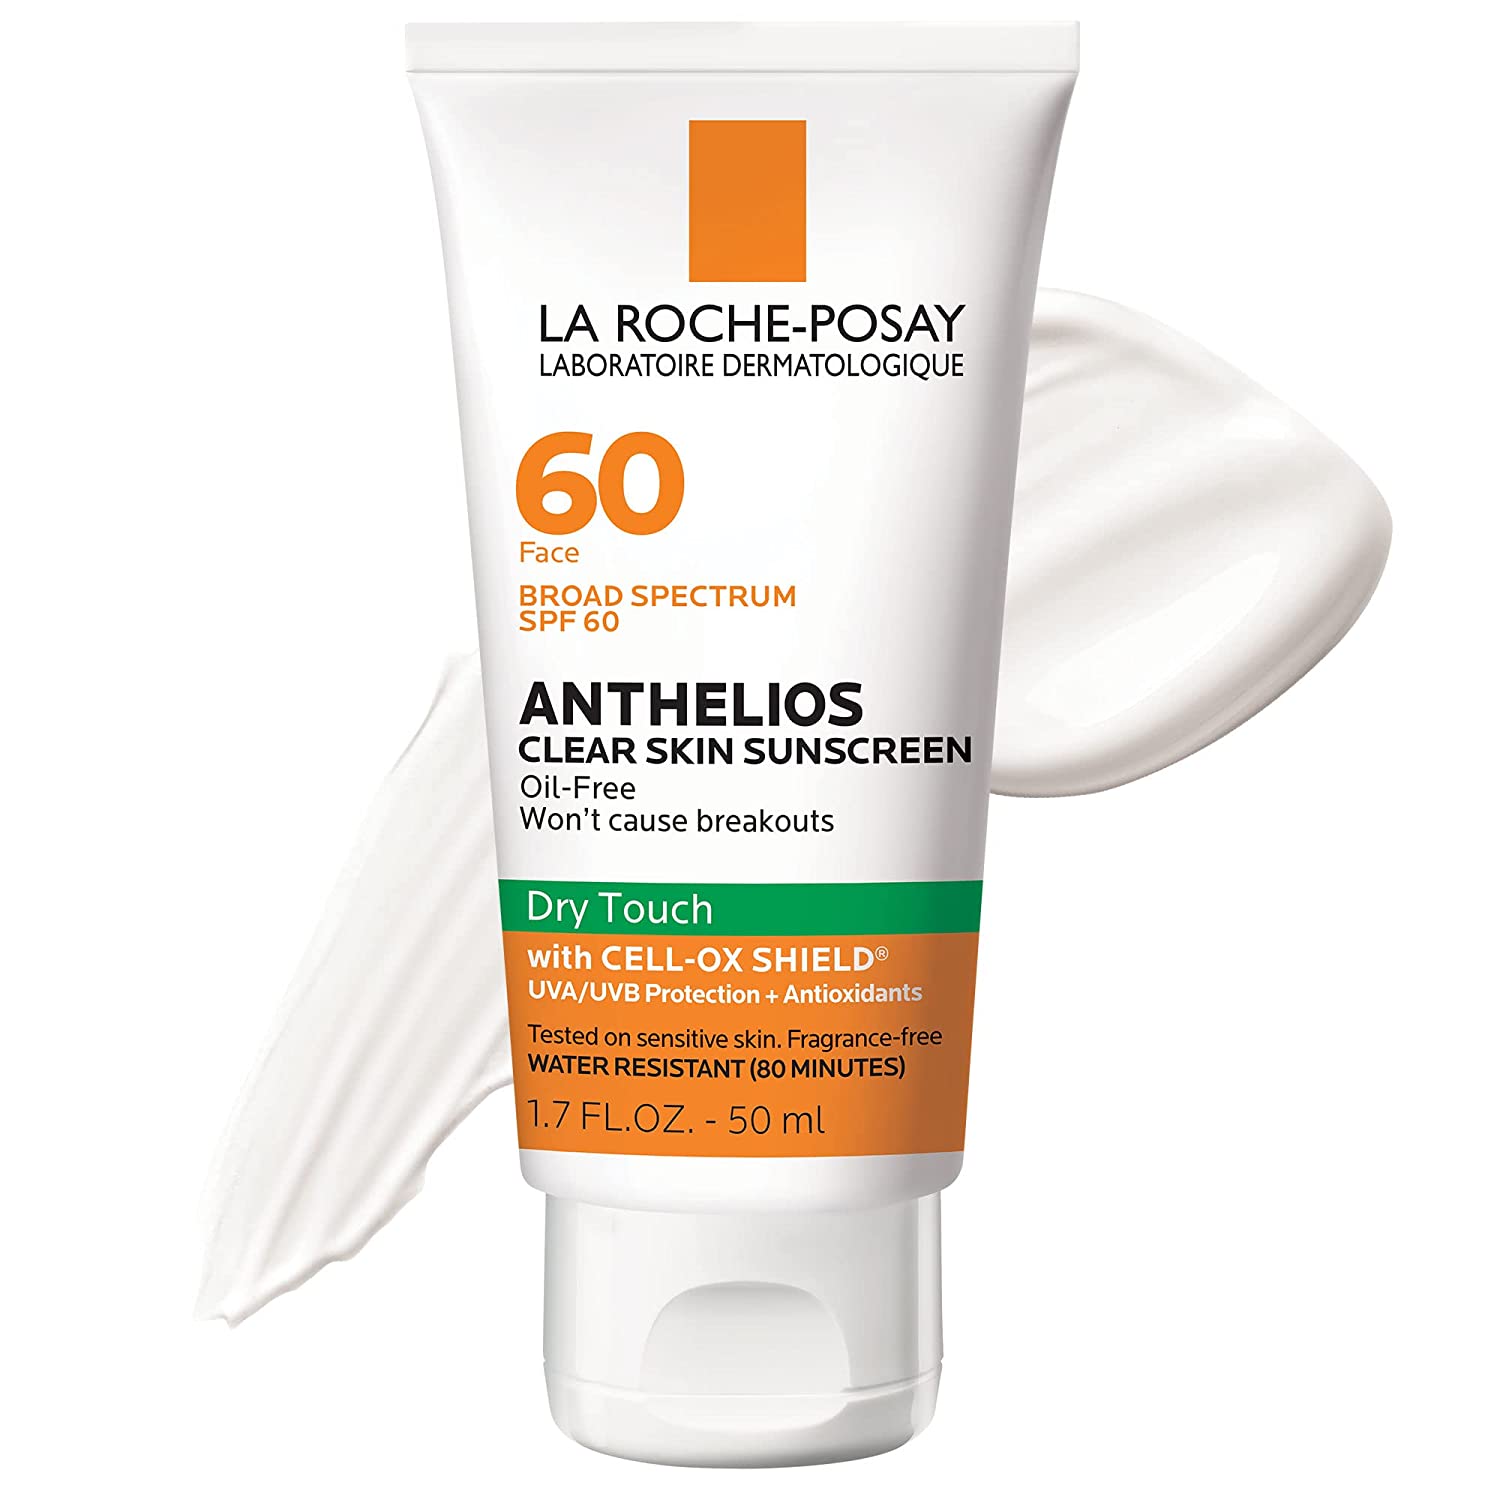 LA ROCHE-POSAY
LABORATOIRE DERMATOLOGIQUE
60
Face
BROAD SPECTRUM
SPF 60
ANTHELIOS
CLEAR SKIN SUNSCREEN
Oil-Free
Won't cause breakouts
Dry Touch
with CELL-OX SHIELD®
UVA/UVB Protection + Antioxidants
Tested on sensitive skin. Fragrance-free
WATER RESISTANT (80 MINUTES)
1.7 FL.OZ. - 50 ml